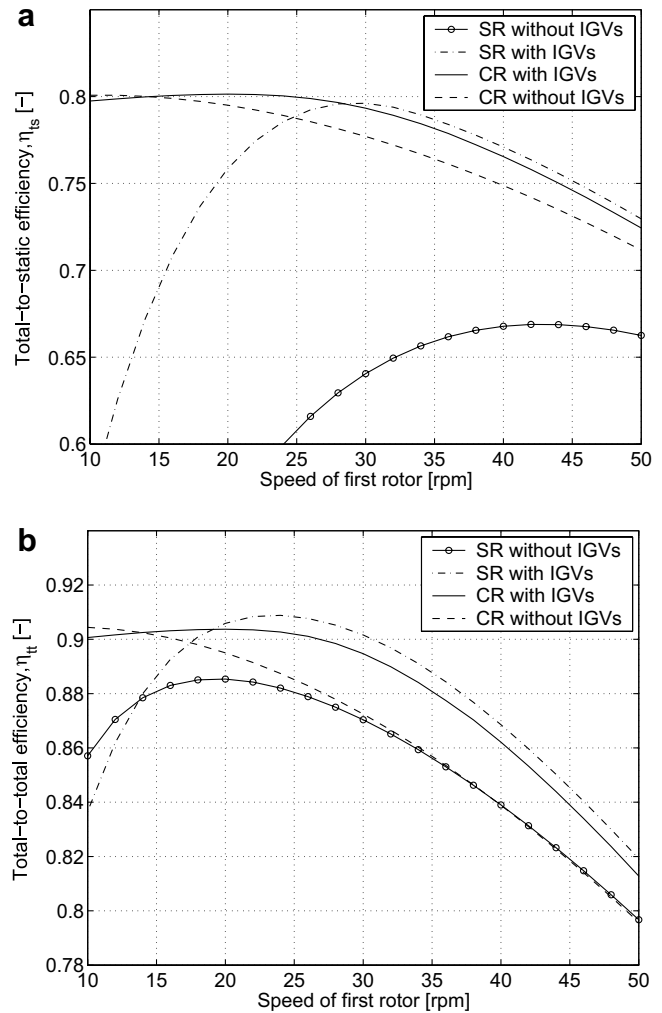 a
SR without IGVs
SR with IGVs
CR with IGVs
CR without IGVs
Total−to−static efficiency, η_ts [−]
0.8
0.75
0.7
0.65
0.6
10 15 20 25 30 35 40 45 50
Speed of first rotor [rpm]
b
SR without IGVs
SR with IGVs
CR with IGVs
CR without IGVs
Total−to−total efficiency, η_tt [−]
0.92
0.9
0.88
0.86
0.84
0.82
0.8
0.78
10 15 20 25 30 35 40 45 50
Speed of first rotor [rpm]